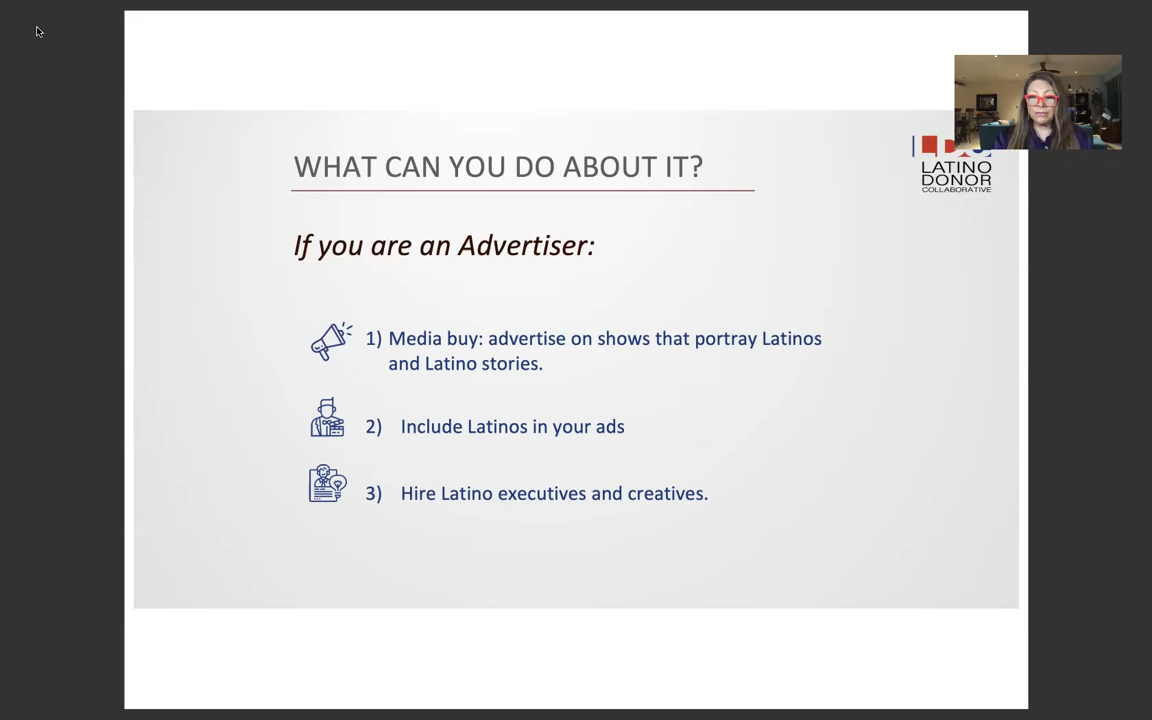 WHAT CAN YOU DO ABOUT IT?
LATINO
DONOR
COLLABORATIVE
If you are an Advertiser:
1) Media buy: advertise on shows that portray Latinos
and Latino stories.
2) Include Latinos in your ads
3) Hire Latino executives and creatives.